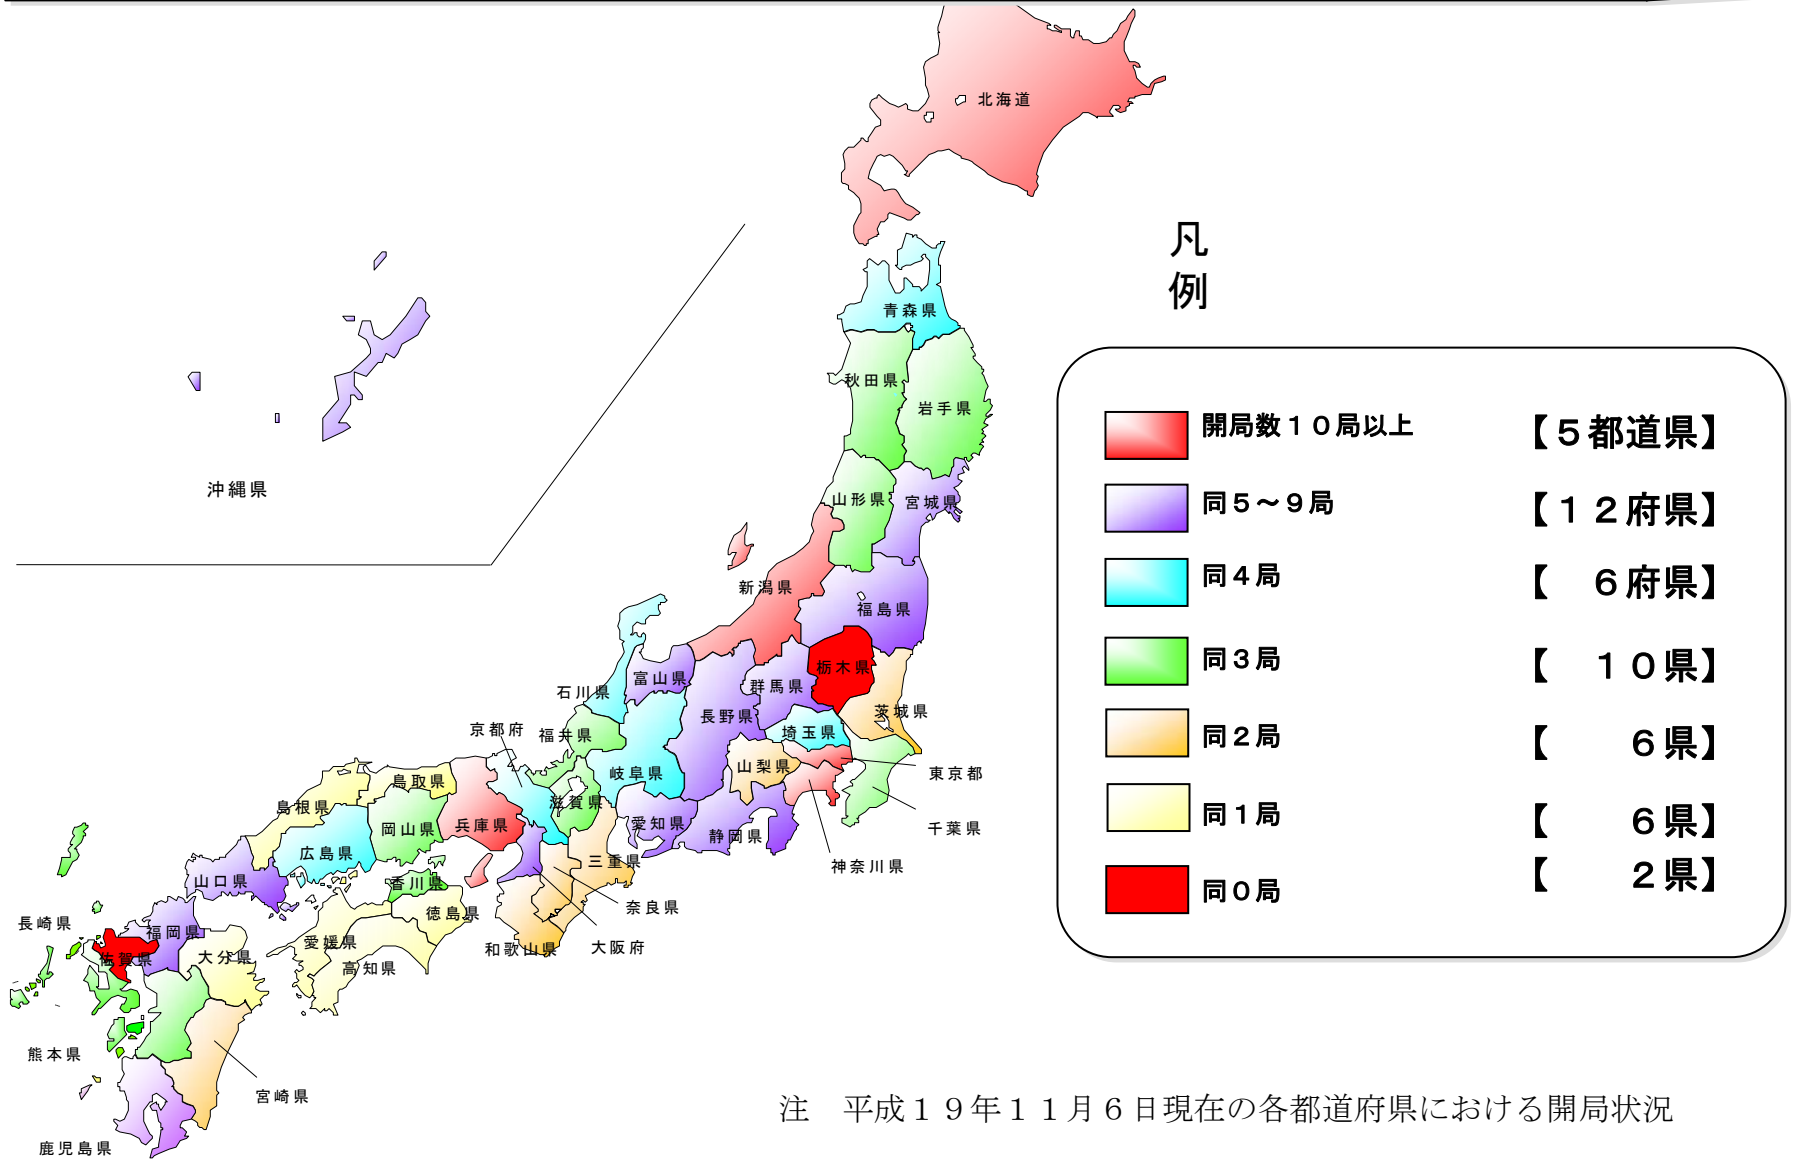 北海道
凡
例
青森県
秋田県
岩手県
山形県
宮城県
沖縄県
新潟県
福島県
栃木県
富山県
群馬県
石川県
茨城県
長野県
京都府
福井県
埼玉県
山梨県
岐阜県
東京都
鳥取県
島根県
滋賀県
岡山県
兵庫県
愛知県
静岡県
千葉県
広島県
三重県
神奈川県
山口県
香川県
奈良県
徳島県
長崎県
福岡県
愛媛県
大阪府
和歌山県
佐賀県
大分県
高知県
熊本県
宮崎県
鹿児島県
開局数１０局以上 【５都道県】
同５～９局 【１２府県】
同４局 【　６府県】
同３局 【　１０県】
同２局 【　　６県】
同１局 【　　６県】
同０局 【　　２県】
注　平成１９年１１月６日現在の各都道府県における開局状況